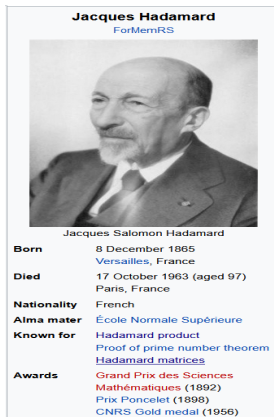 Jacques Hadamard
ForMemRS
Jacques Salomon Hadamard
Born 8 December 1865
Versailles, France
Died 17 October 1963 (aged 97)
Paris, France
Nationality French
Alma mater École Normale Supérieure
Known for Hadamard product
Proof of prime number theorem
Hadamard matrices
Awards Grand Prix des Sciences
Mathématiques (1892)
Prix Poncelet (1898)
CNRS Gold medal (1956)